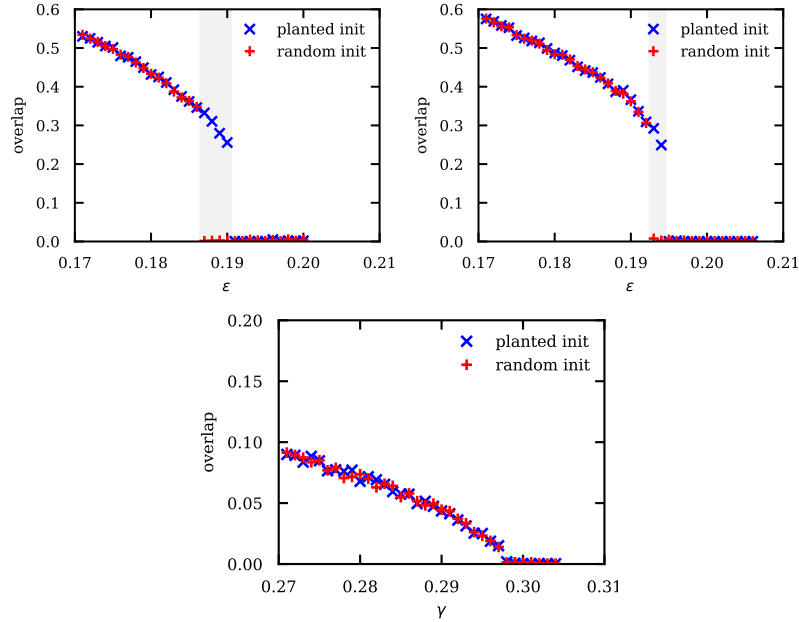 0.6
0.5
0.4
0.3
0.2
0.1
0.0
overlap
0.17
0.18
0.19
0.20
0.21
ε
planted init
random init
0.6
0.5
0.4
0.3
0.2
0.1
0.0
overlap
0.17
0.18
0.19
0.20
0.21
ε
planted init
random init
0.20
0.15
0.10
0.05
0.00
overlap
0.27
0.28
0.29
0.30
0.31
γ
planted init
random init